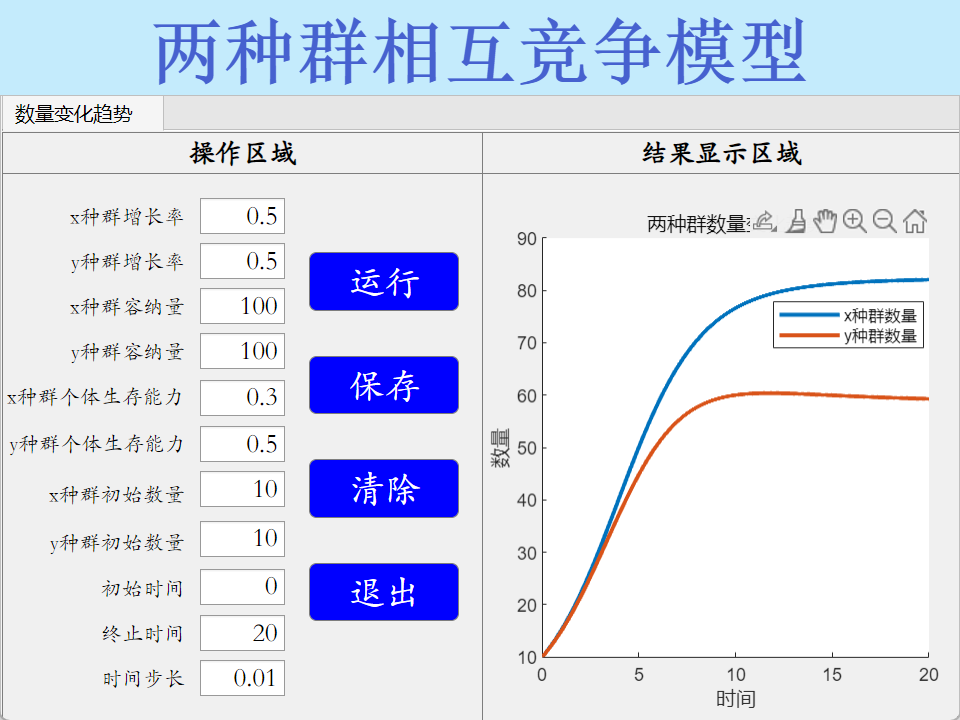 两种群相互竞争模型
数量变化趋势
操作区域
x种群增长率 0.5
y种群增长率 0.5
x种群容纳量 100
y种群容纳量 100
x种群个体生存能力 0.3
y种群个体生存能力 0.5
x种群初始数量 10
y种群初始数量 10
初始时间 0
终止时间 20
时间步长 0.01
运行
保存
清除
退出
结果显示区域
两种群数量
90
80
70
60
50
40
30
20
10
数量
x种群数量
y种群数量
0 5 10 15 20
时间